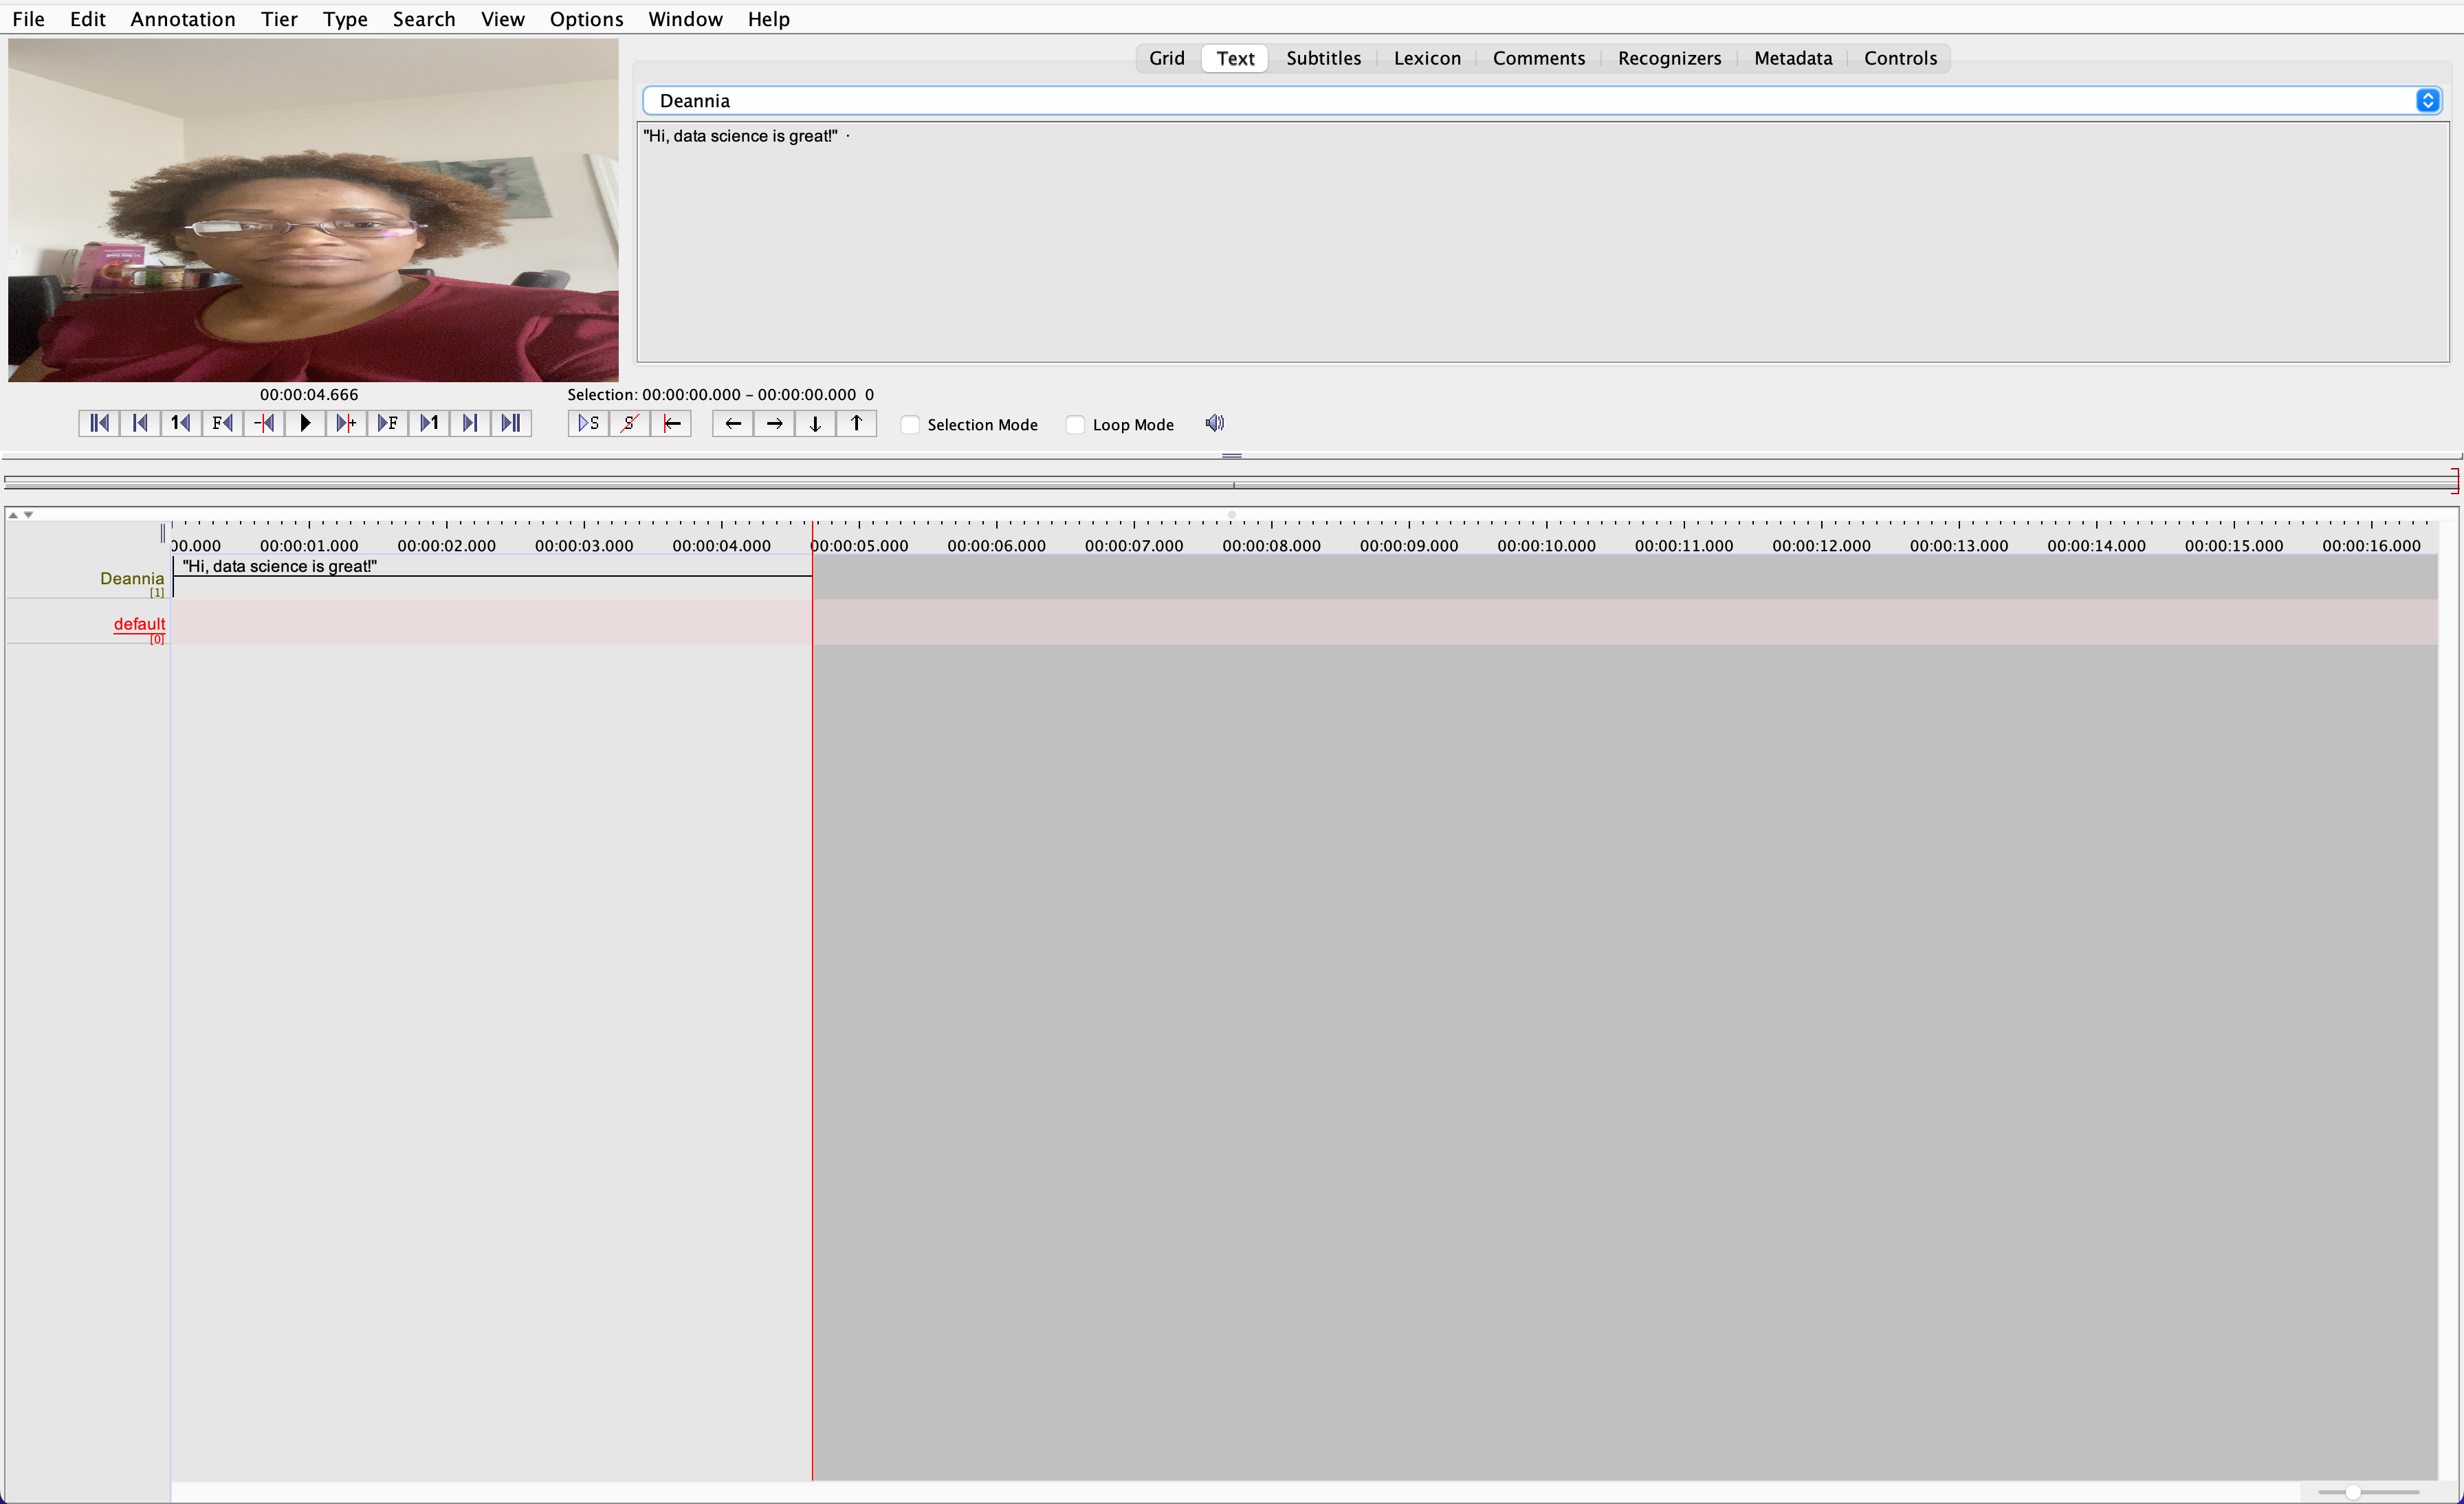 File Edit Annotation Tier Type Search View Options Window Help
Grid Text Subtitles Lexicon Comments Recognizers Metadata Controls
Deannia
"Hi, data science is great!" ·
00:00:04.666
Selection: 00:00:00.000 - 00:00:00.000 0
1 F + F 1 S S Selection Mode Loop Mode
00.000 00:00:01.000 00:00:02.000 00:00:03.000 00:00:04.000 00:00:05.000 00:00:06.000 00:00:07.000 00:00:08.000 00:00:09.000 00:00:10.000 00:00:11.000 00:00:12.000 00:00:13.000 00:00:14.000 00:00:15.000 00:00:16.000
"Hi, data science is great!"
Deannia
[1]
default
[0]